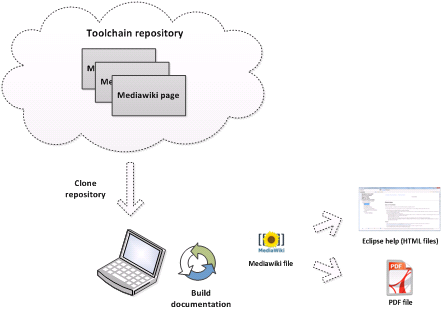 Toolchain repository
M
Me
Mediawiki page
Clone
repository
Build
documentation
[[MediaWiki]]
Mediawiki file
Eclipse help (HTML files)
PDF
PDF file